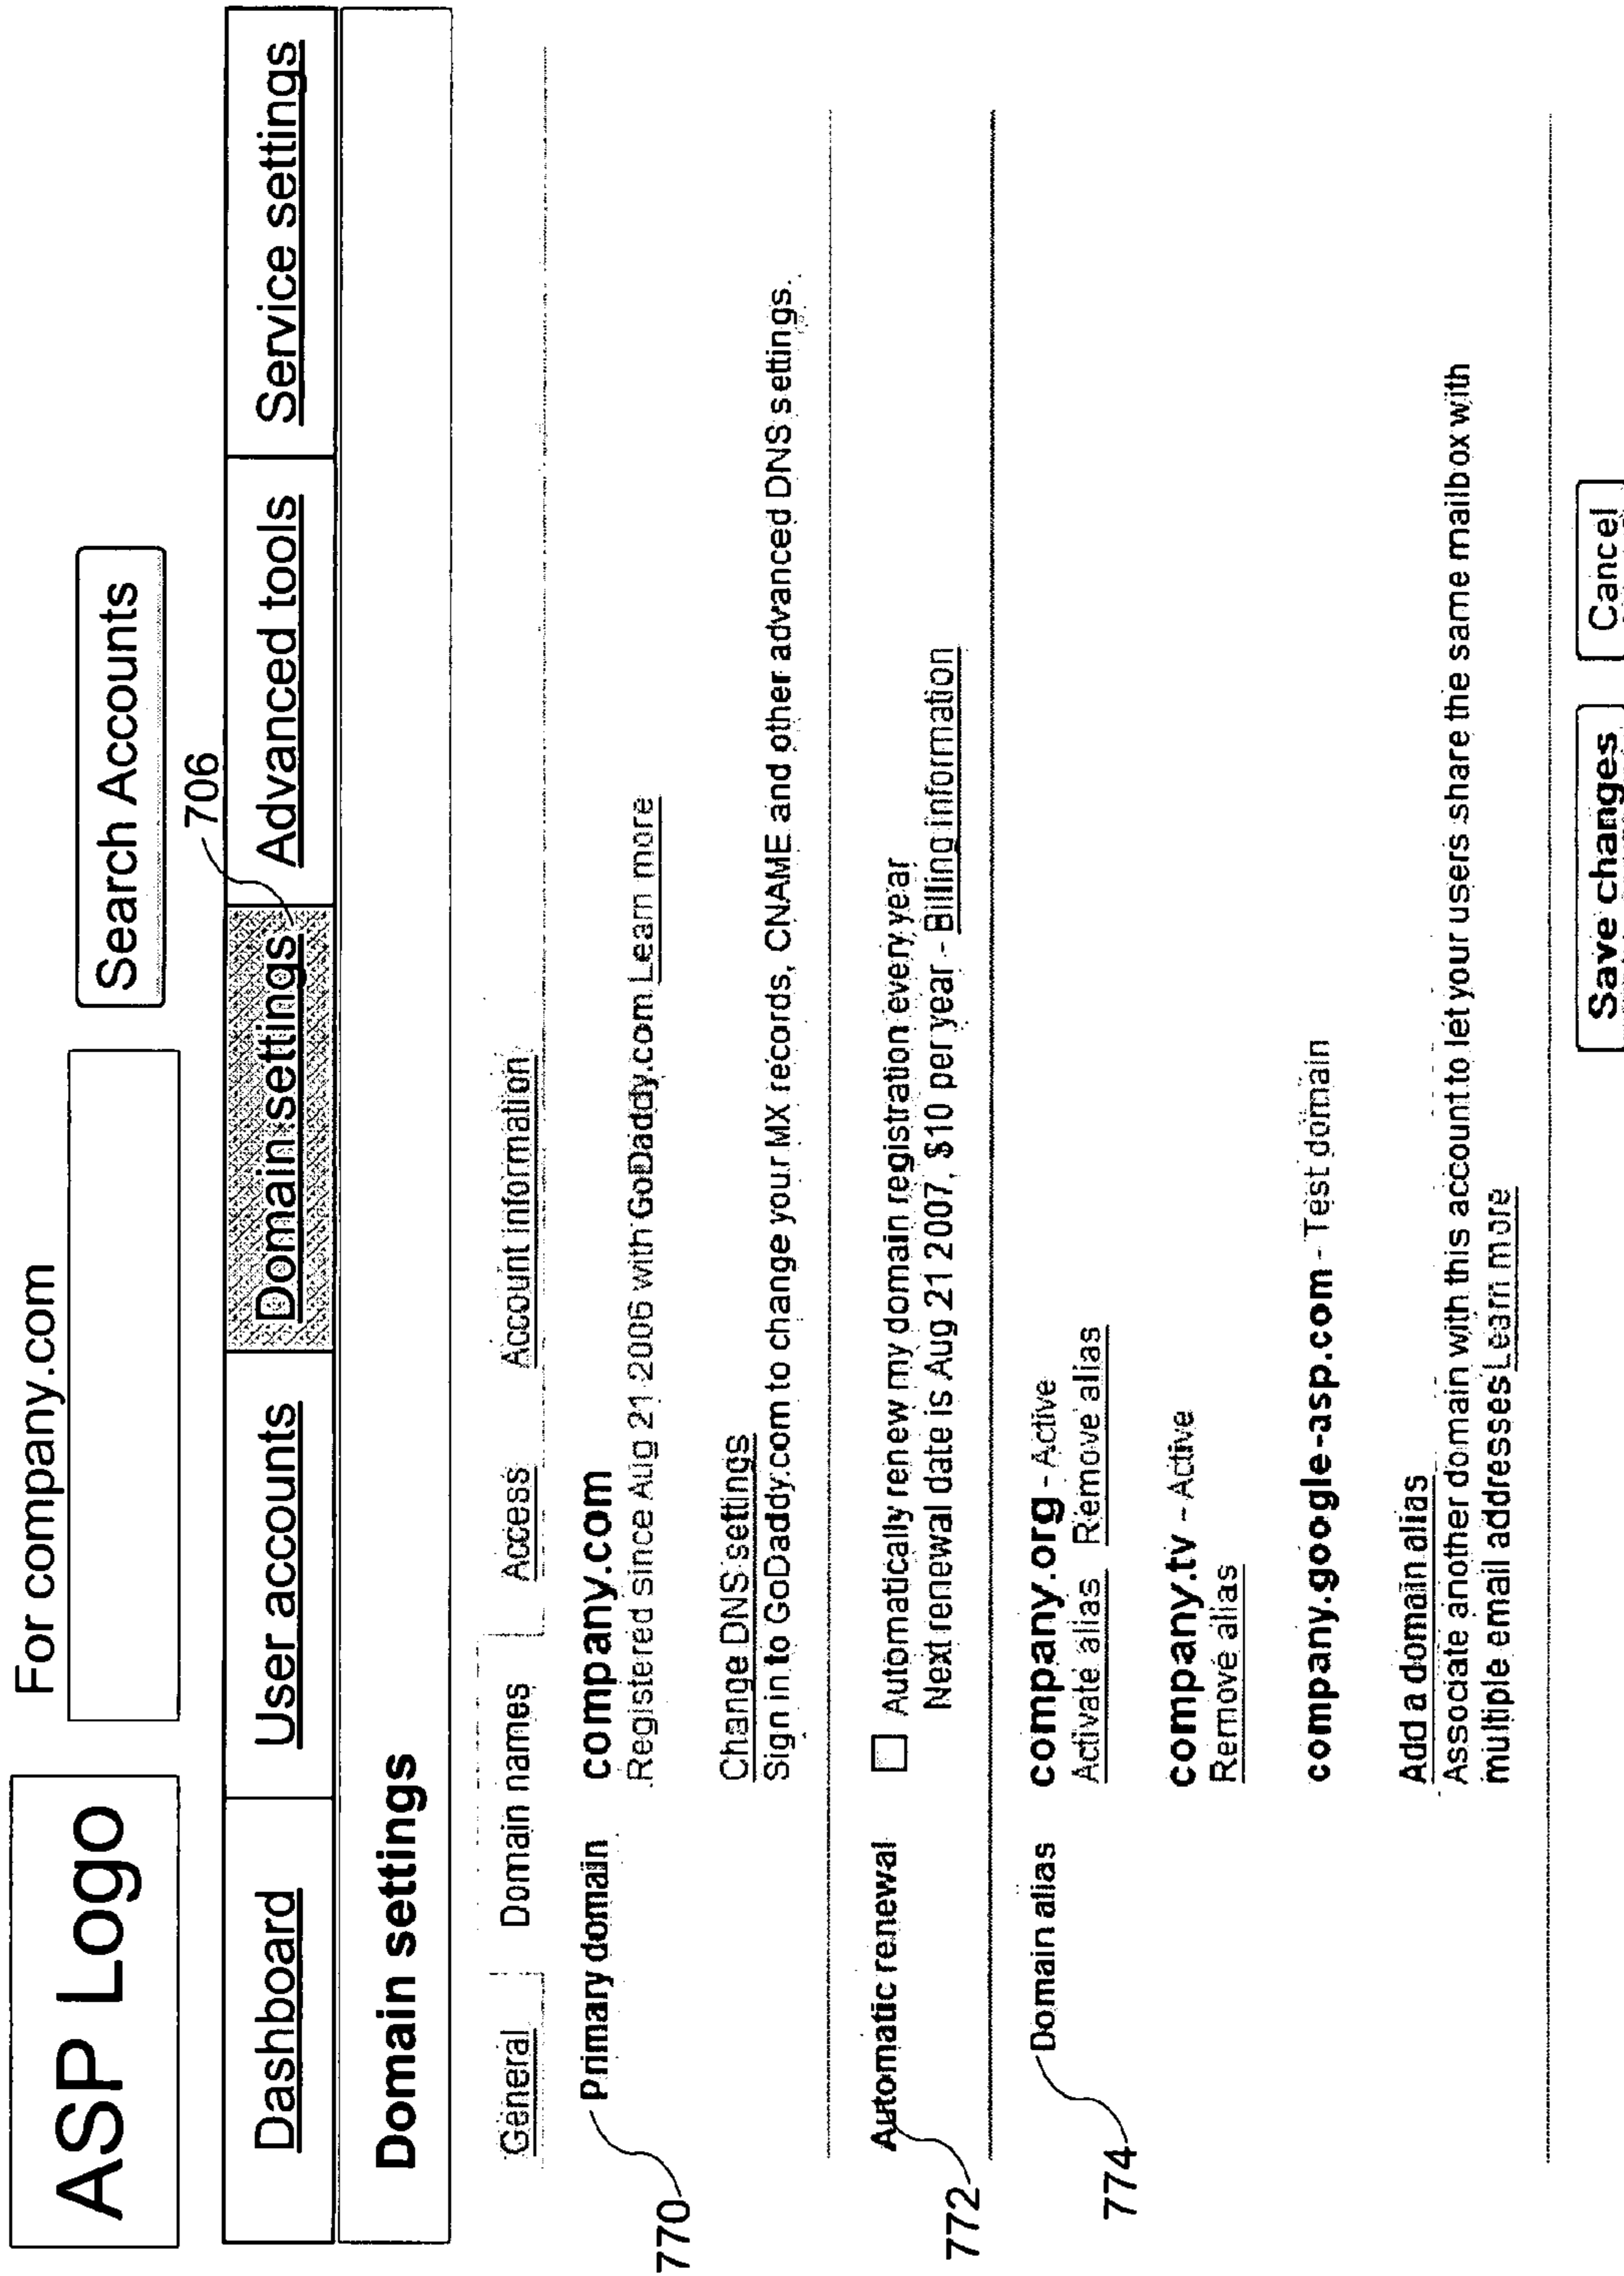 ASP Logo
For company.com
Search Accounts
706
Dashboard
User accounts
Domain settings
Advanced tools
Service settings
Domain settings
General
Domain names
Access
Account information
770
Primary domain
company.com
Registered since Aug 21 2006 with GoDaddy.com Learn more
Change DNS settings
Sign in to GoDaddy.com to change your MX records, CNAME and other advanced DNS settings.
772
Automatic renewal
Automatically renew my domain registration every year
Next renewal date is Aug 21 2007, $10 per year - Billing information
774
Domain alias
company.org - Active
Activate alias Remove alias
company.tv - Active
Remove alias
company.google-asp.com - Test domain
Add a domain alias
Associate another domain with this account to let your users share the same mailbox with
multiple email addresses Learn more
Save changes
Cancel